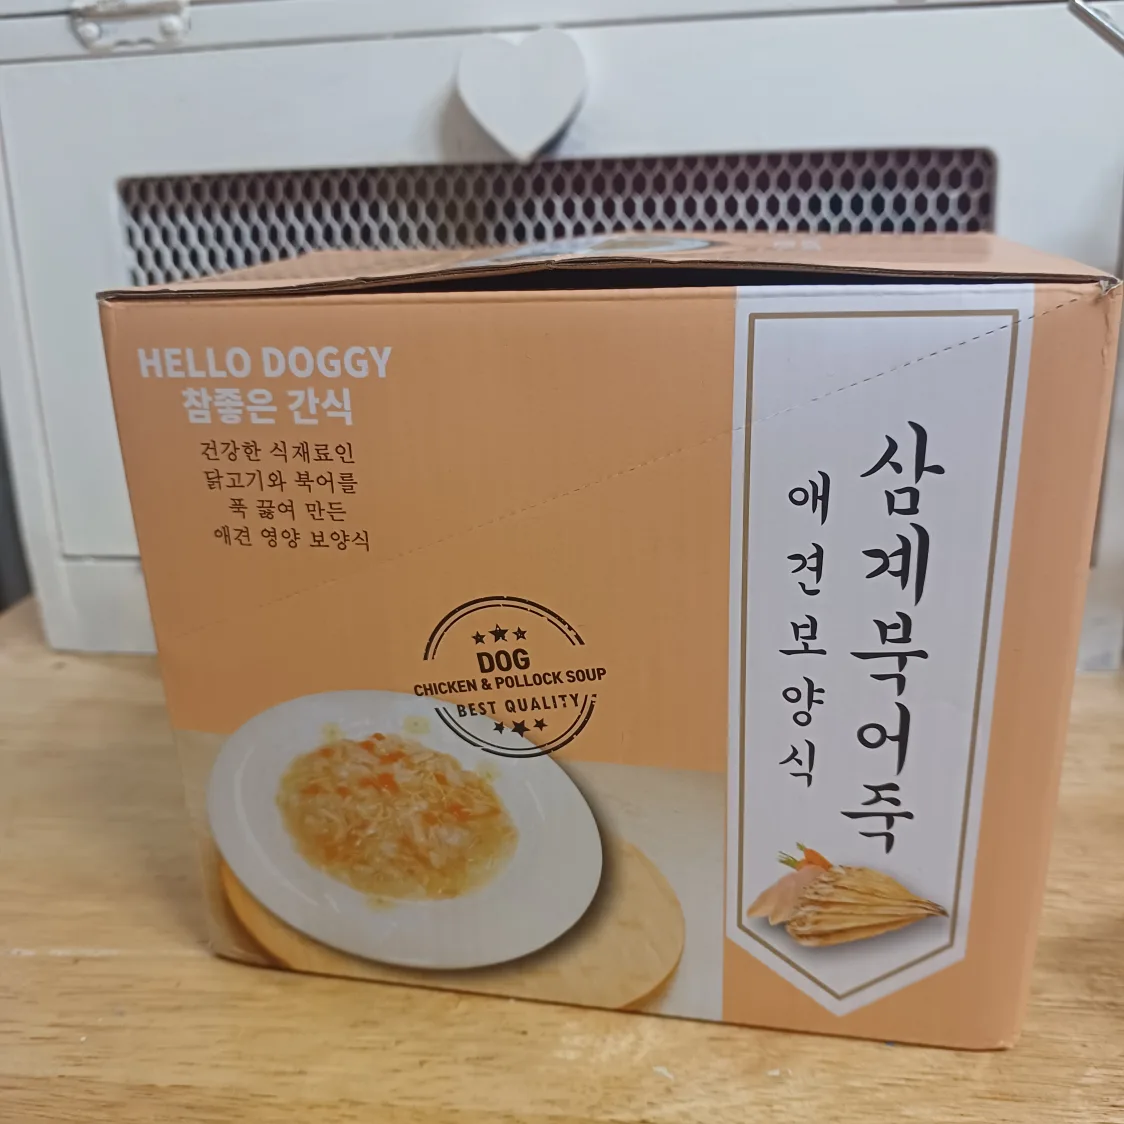 HELLO DOGGY
참좋은 간식
건강한 식재료인
닭고기와 북어를
푹 끓여 만든
애견 영양 보양식
DOG
CHICKEN & POLLOCK SOUP
BEST QUALITY
삼계북어죽
애견보양식